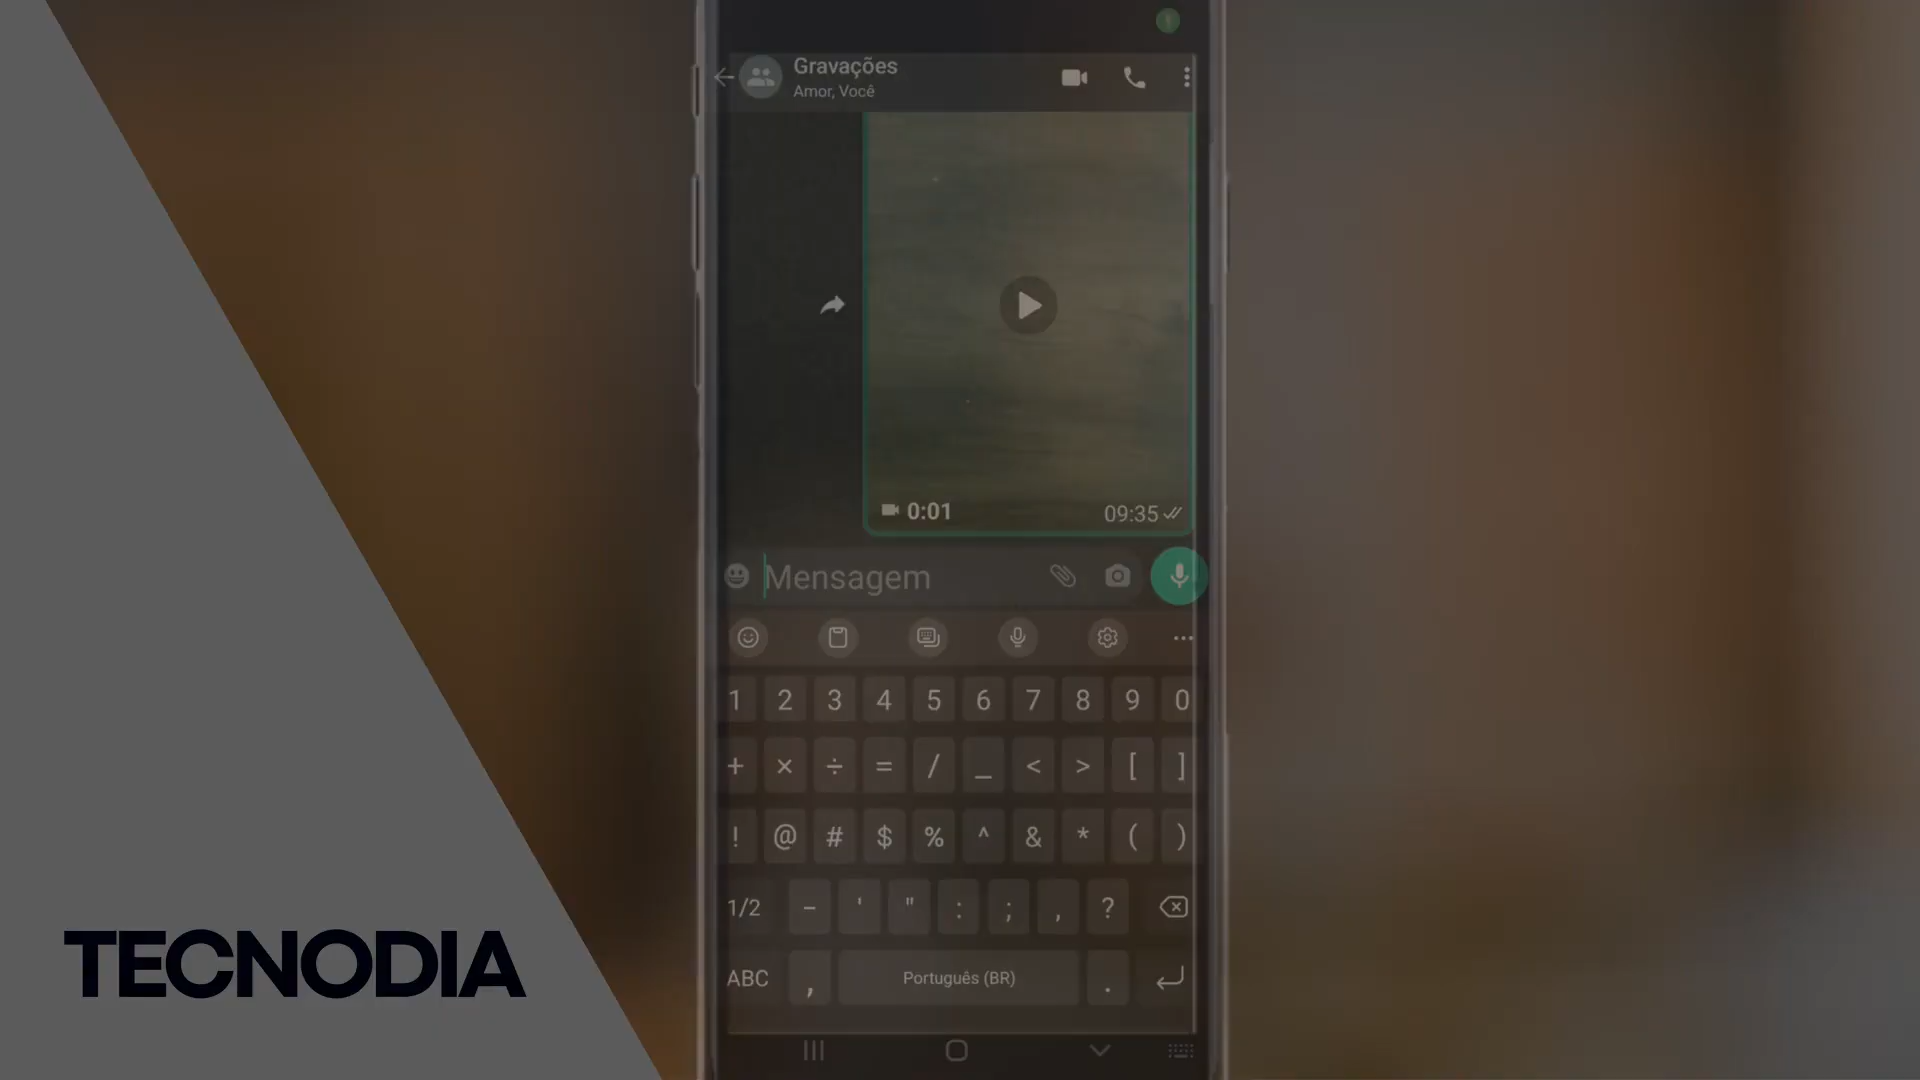 Gravações
Amor, Você
0:01
09:35
Mensagem
1 2 3 4 5 6 7 8 9 0
+ × ÷ = / _ < > [ ]
! @ # $ % ^ & * ( )
1/2 - ' " : ; , ?
ABC , Português (BR) .
TECNODIA